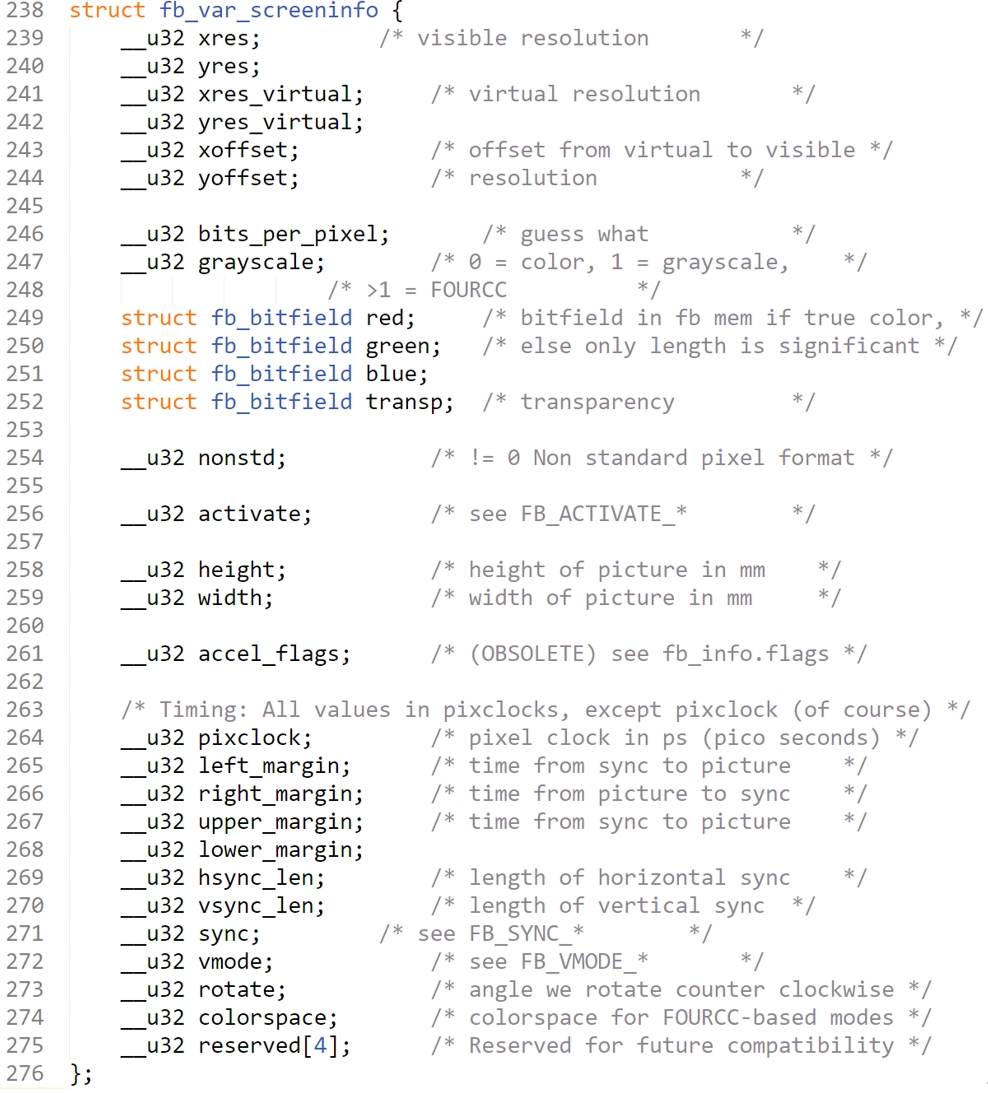 238 struct fb_var_screeninfo {
239     __u32 xres;         /* visible resolution       */
240     __u32 yres;
241     __u32 xres_virtual;     /* virtual resolution       */
242     __u32 yres_virtual;
243     __u32 xoffset;          /* offset from virtual to visible */
244     __u32 yoffset;          /* resolution           */
245
246     __u32 bits_per_pixel;       /* guess what           */
247     __u32 grayscale;        /* 0 = color, 1 = grayscale,    */
248                     /* >1 = FOURCC          */
249     struct fb_bitfield red;     /* bitfield in fb mem if true color, */
250     struct fb_bitfield green;   /* else only length is significant */
251     struct fb_bitfield blue;
252     struct fb_bitfield transp;  /* transparency         */
253
254     __u32 nonstd;           /* != 0 Non standard pixel format */
255
256     __u32 activate;         /* see FB_ACTIVATE_*        */
257
258     __u32 height;           /* height of picture in mm    */
259     __u32 width;            /* width of picture in mm     */
260
261     __u32 accel_flags;      /* (OBSOLETE) see fb_info.flags */
262
263     /* Timing: All values in pixclocks, except pixclock (of course) */
264     __u32 pixclock;         /* pixel clock in ps (pico seconds) */
265     __u32 left_margin;      /* time from sync to picture    */
266     __u32 right_margin;     /* time from picture to sync    */
267     __u32 upper_margin;     /* time from sync to picture    */
268     __u32 lower_margin;
269     __u32 hsync_len;        /* length of horizontal sync    */
270     __u32 vsync_len;        /* length of vertical sync  */
271     __u32 sync;         /* see FB_SYNC_*        */
272     __u32 vmode;            /* see FB_VMODE_*       */
273     __u32 rotate;           /* angle we rotate counter clockwise */
274     __u32 colorspace;       /* colorspace for FOURCC-based modes */
275     __u32 reserved[4];      /* Reserved for future compatibility */
276 };